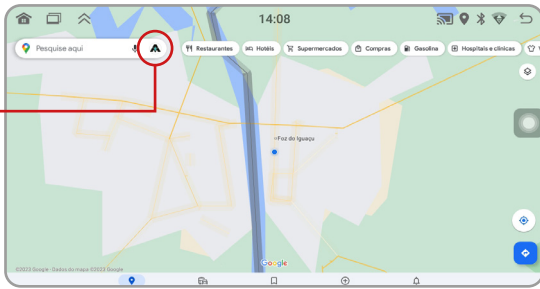 14:08
Pesquise aqui
Restaurantes
Hotéis
Supermercados
Compras
Gasolina
Hospitais e clínicas
Foz do Iguaçu
Google
©2023 Google - Dados do mapa ©2023 Google